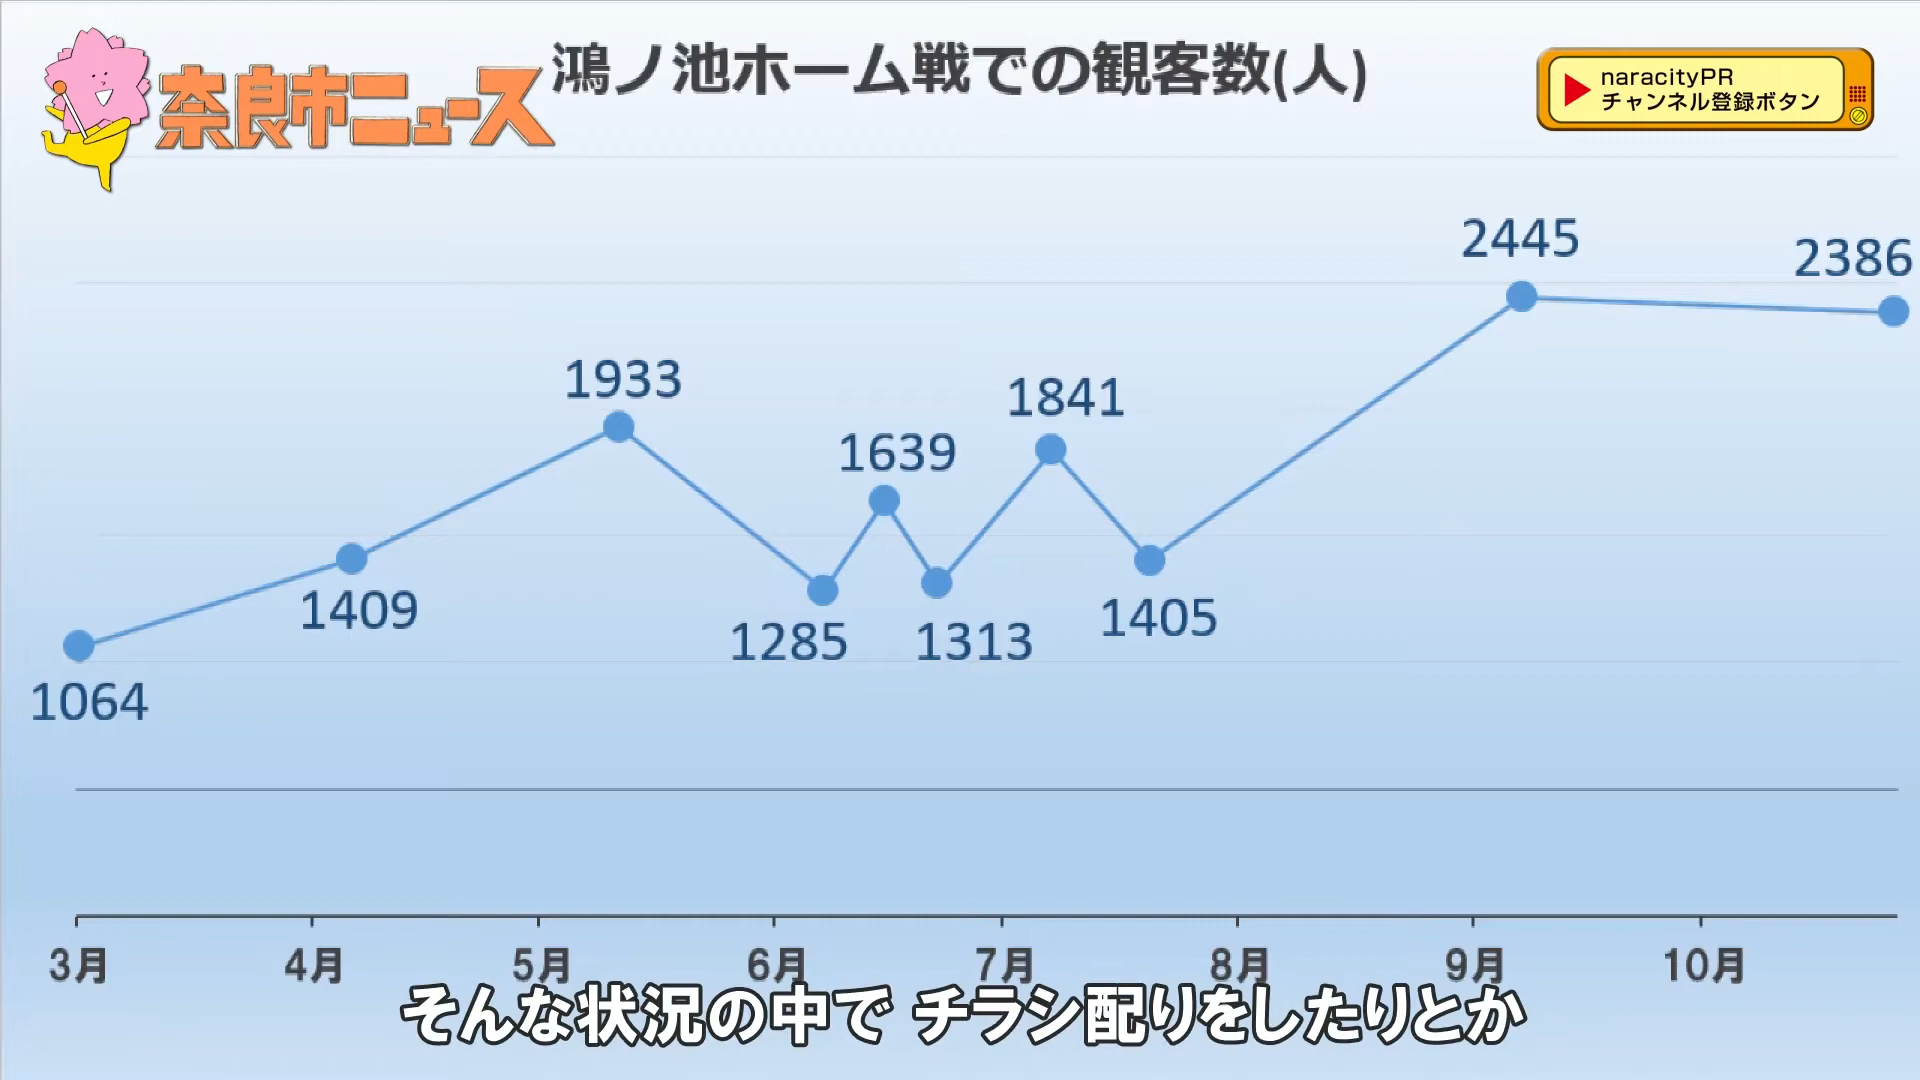 奈良市ニュース
鴻ノ池ホーム戦での観客数(人)
naracityPR
チャンネル登録ボタン
2445
2386
1933
1841
1639
1409
1405
1285
1313
1064
3月 4月 5月 6月 7月 8月 9月 10月
そんな状況の中で チラシ配りをしたりとか